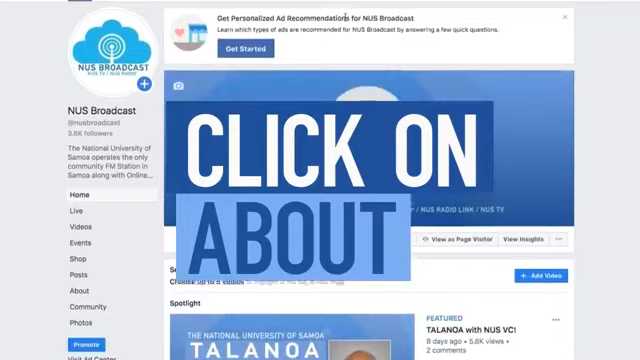 Get Personalized Ad Recommendations for NUS Broadcast
Learn which types of ads are recommended for NUS Broadcast by answering a few quick questions.
Get Started
NUS BROADCAST
NUS TV / NUS RADIO
NUS Broadcast
@nusbroadcast
3.6K followers
The National University of
Samoa operates the only
community FM Station in
Samoa along with Online...
Home
Live
Videos
Events
Shop
Posts
About
Community
Photos
Promote
Visit Ad Center
CLICK ON
ABOUT
/ NUS RADIO LINK / NUS TV
View as Page Visitor
View Insights
+ Add Video
Spotlight
THE NATIONAL UNIVERSITY OF SAMOA
TALANOA
FEATURED
TALANOA with NUS VC!
8 days ago • 5.8K views •
2 comments